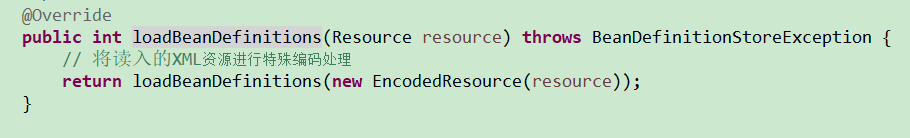 @Override
public int loadBeanDefinitions(Resource resource) throws BeanDefinitionStoreException {
// 将读入的XML资源进行特殊编码处理
return loadBeanDefinitions(new EncodedResource(resource));
}